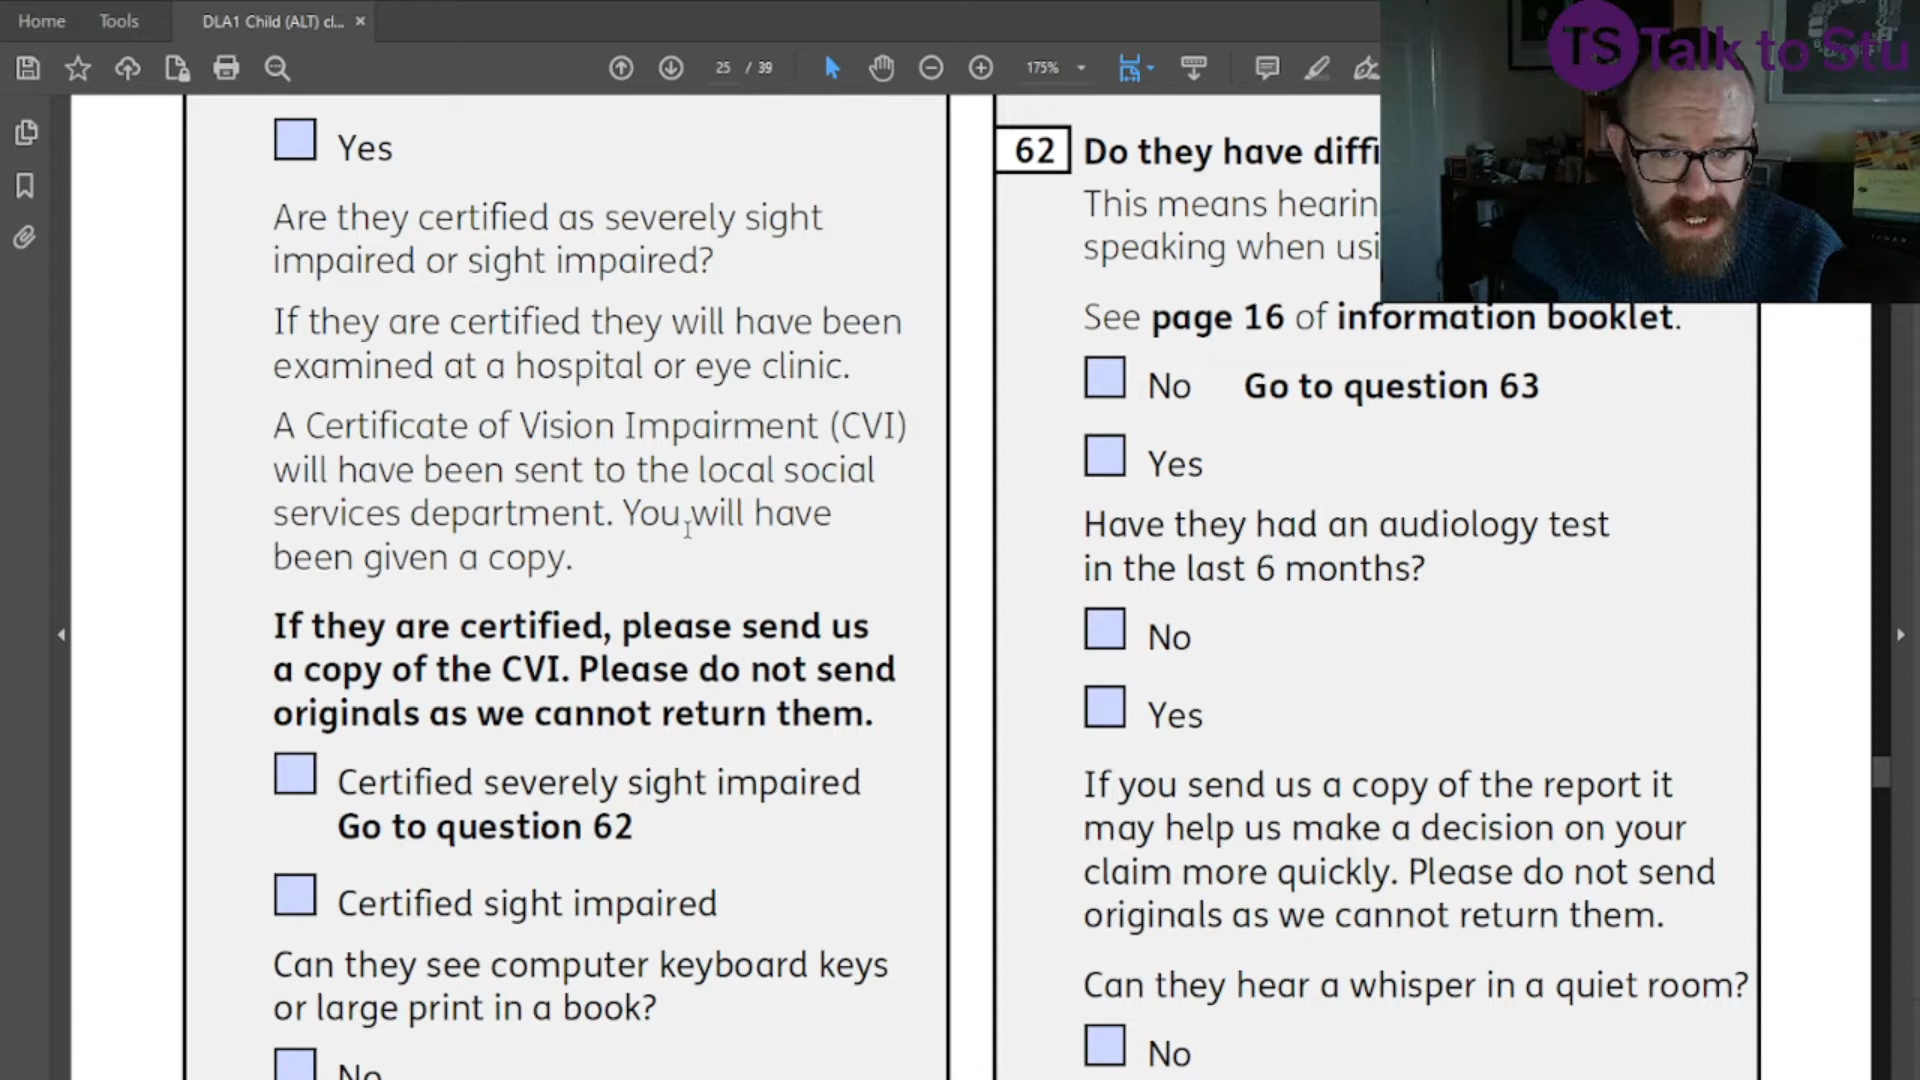 Home Tools DLA1 Child (ALT) cl... ×
25 / 39 175%
TS Talk to Stu
Yes
Are they certified as severely sight
impaired or sight impaired?
If they are certified they will have been
examined at a hospital or eye clinic.
A Certificate of Vision Impairment (CVI)
will have been sent to the local social
services department. You will have
been given a copy.
If they are certified, please send us
a copy of the CVI. Please do not send
originals as we cannot return them.
Certified severely sight impaired
Go to question 62
Certified sight impaired
Can they see computer keyboard keys
or large print in a book?
No
62 Do they have
This means
speaking when
See page 16 of information booklet.
No Go to question 63
Yes
Have they had an audiology test
in the last 6 months?
No
Yes
If you send us a copy of the report it
may help us make a decision on your
claim more quickly. Please do not send
originals as we cannot return them.
Can they hear a whisper in a quiet room?
No